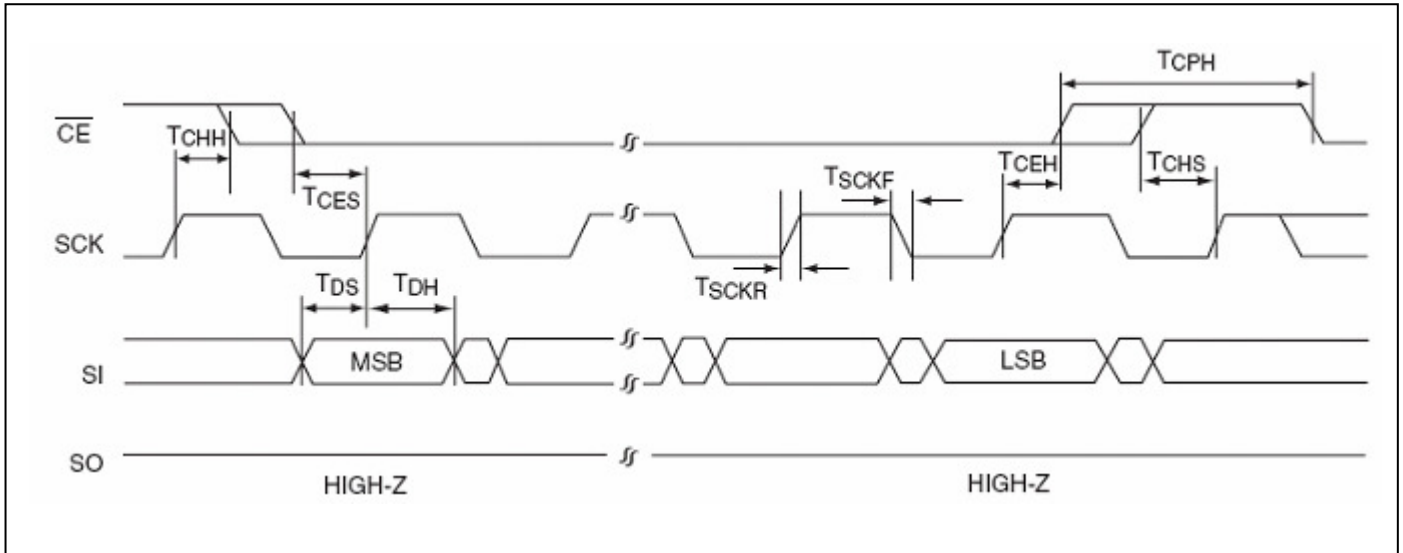 TCPH
CE
TCHH
TCEH
TCHS
TCES
TSCKF
SCK
TDS
TDH
TSCKR
SI
MSB
LSB
SO
HIGH-Z
HIGH-Z